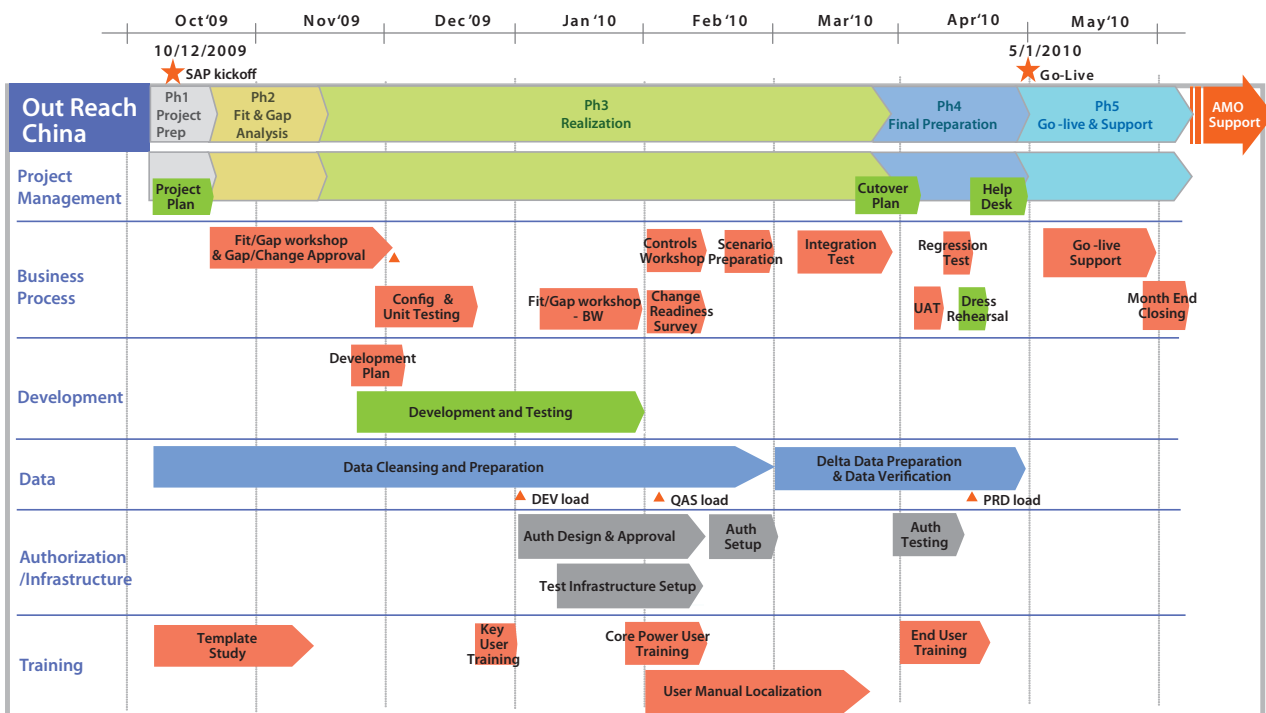 Oct‘09 Nov‘09 Dec‘09 Jan‘10 Feb‘10 Mar‘10 Apr‘10 May‘10
10/12/2009
5/1/2010
SAP kickoff
Go-Live
Out Reach
China
Ph1
Project
Prep
Ph2
Fit & Gap
Analysis
Ph3
Realization
Ph4
Final Preparation
Ph5
Go -live & Support
AMO
Support
Project
Management
Project
Plan
Cutover
Plan
Help
Desk
Business
Process
Fit/Gap workshop
& Gap/Change Approval
Controls
Workshop
Scenario
Preparation
Integration
Test
Regression
Test
Go -live
Support
Config &
Unit Testing
Fit/Gap workshop
- BW
Change
Readiness
Survey
UAT
Dress
Rehearsal
Month End
Closing
Development
Development
Plan
Development and Testing
Data
Data Cleansing and Preparation
Delta Data Preparation
& Data Verification
DEV load
QAS load
PRD load
Authorization
/Infrastructure
Auth Design & Approval
Auth
Setup
Auth
Testing
Test Infrastructure Setup
Training
Template
Study
Key
User
Training
Core Power User
Training
End User
Training
User Manual Localization